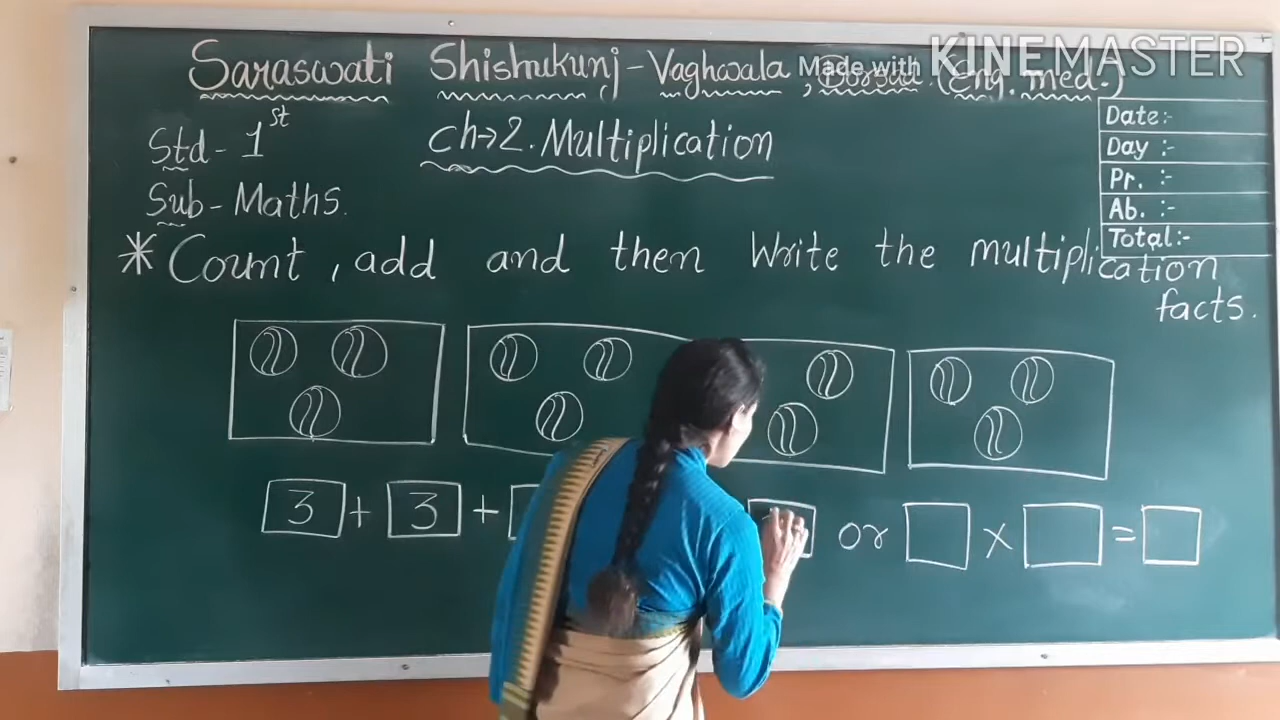 Saraswati Shishukunj - Vaghwala, Borsad. (Eng. med.)
Made with KINEMASTER
Std - 1st
Ch→2. Multiplication
Sub - Maths.
Date:-
Day :-
Pr. :-
Ab. :-
Total:-
* Count, add and then Write the multiplication
facts.
3 + 3 + or × =